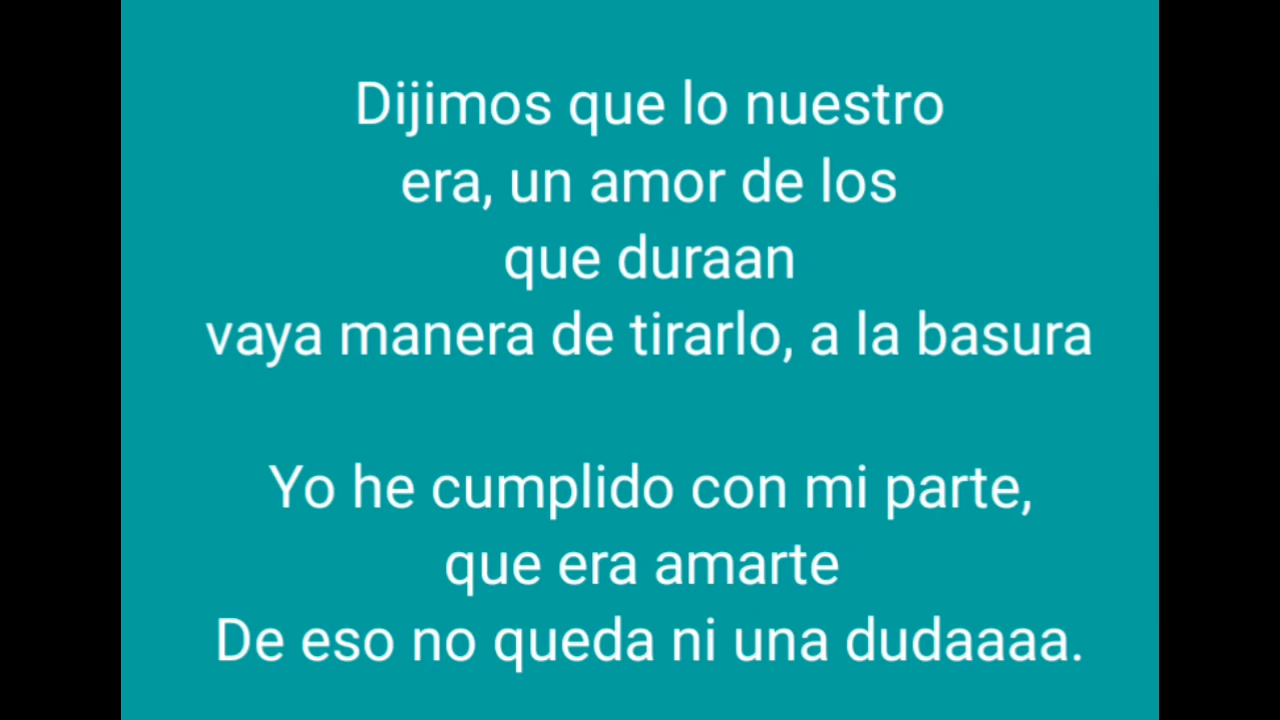 Dijimos que lo nuestro
era, un amor de los
que duraan
vaya manera de tirarlo, a la basura
Yo he cumplido con mi parte,
que era amarte
De eso no queda ni una dudaaaa.